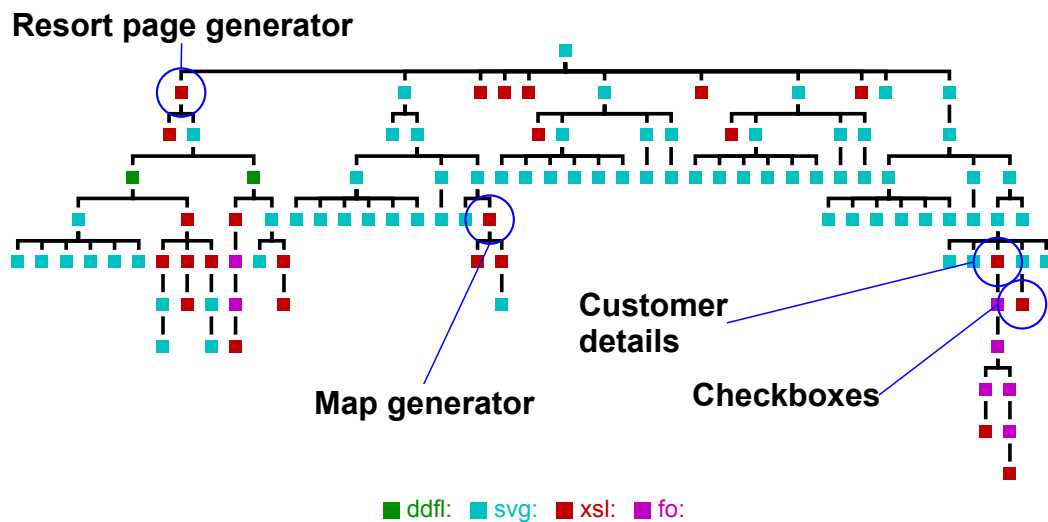 Resort page generator
Customer
details
Map generator
Checkboxes
ddfl: svg: xsl: fo: